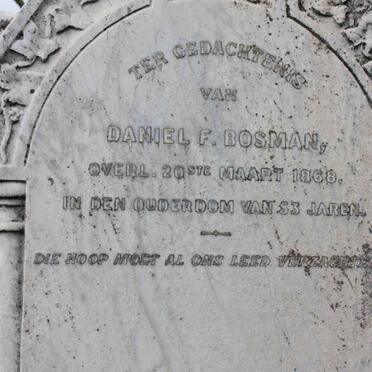 TER GEDACHTENIS
VAN
DANIEL F. BOSMAN,
OVERL. 20STE MAART 1868.
IN DEN OUDERDOM VAN 53 JAREN.
DIE HOOP MOET AL ONS LEED VERZACHTEN